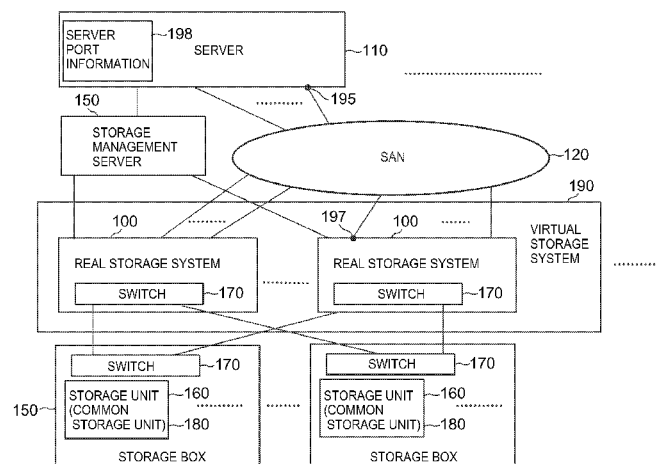 SERVER
PORT
INFORMATION
198
SERVER
110
195
150
STORAGE
MANAGEMENT
SERVER
SAN
120
190
100
197
100
VIRTUAL
STORAGE
SYSTEM
REAL STORAGE SYSTEM
REAL STORAGE SYSTEM
SWITCH
170
SWITCH
170
SWITCH
170
SWITCH
170
150
STORAGE UNIT
(COMMON
STORAGE UNIT)
160
180
STORAGE UNIT
(COMMON
STORAGE UNIT)
160
180
STORAGE BOX
STORAGE BOX